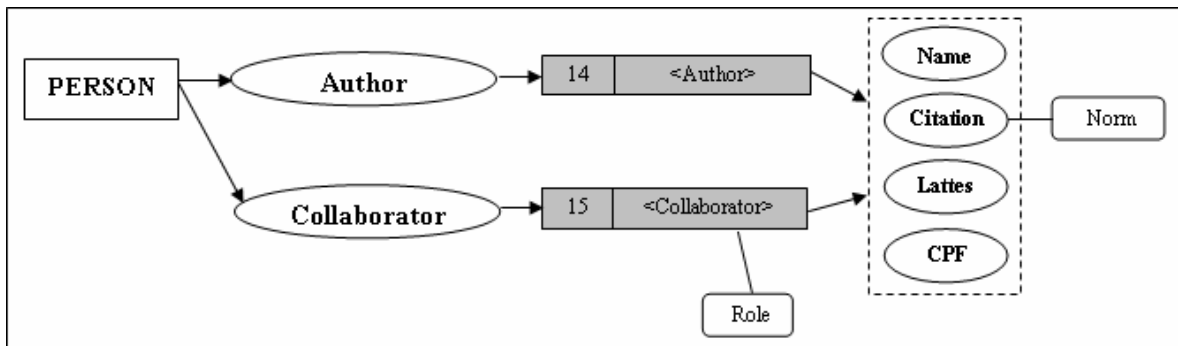 PERSON
Author
14
<Author>
Name
Citation
Norm
Lattes
Collaborator
15
<Collaborator>
CPF
Role